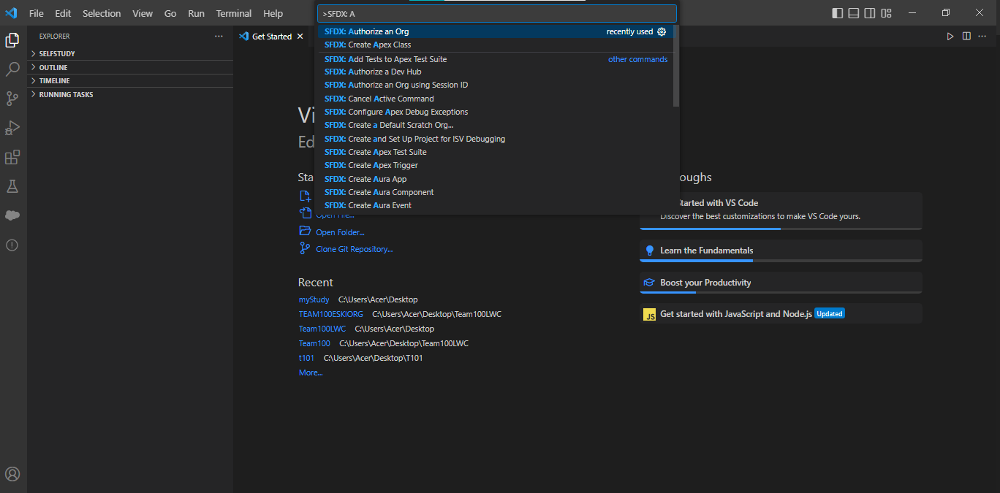 File Edit Selection View Go Run Terminal Help
>SFDX: A
SFDX: Authorize an Org recently used
SFDX: Create Apex Class
SFDX: Add Tests to Apex Test Suite other commands
SFDX: Authorize a Dev Hub
SFDX: Authorize an Org using Session ID
SFDX: Cancel Active Command
SFDX: Configure Apex Debug Exceptions
SFDX: Create a Default Scratch Org...
SFDX: Create and Set Up Project for ISV Debugging
SFDX: Create Apex Test Suite
SFDX: Create Apex Trigger
SFDX: Create Aura App
SFDX: Create Aura Component
SFDX: Create Aura Event
EXPLORER
SELFSTUDY
OUTLINE
TIMELINE
RUNNING TASKS
Get Started
Vi
Ed
Sta
Open File...
Open Folder...
Clone Git Repository...
Recent
myStudy C:\Users\Acer\Desktop
TEAM100ESKIORG C:\Users\Acer\Desktop\Team100LWC
Team100LWC C:\Users\Acer\Desktop
Team100 C:\Users\Acer\Desktop\Team100LWC
t101 C:\Users\Acer\Desktop\T101
More...
oughs
Started with VS Code
Discover the best customizations to make VS Code yours.
Learn the Fundamentals
Boost your Productivity
JS Get started with JavaScript and Node.js Updated